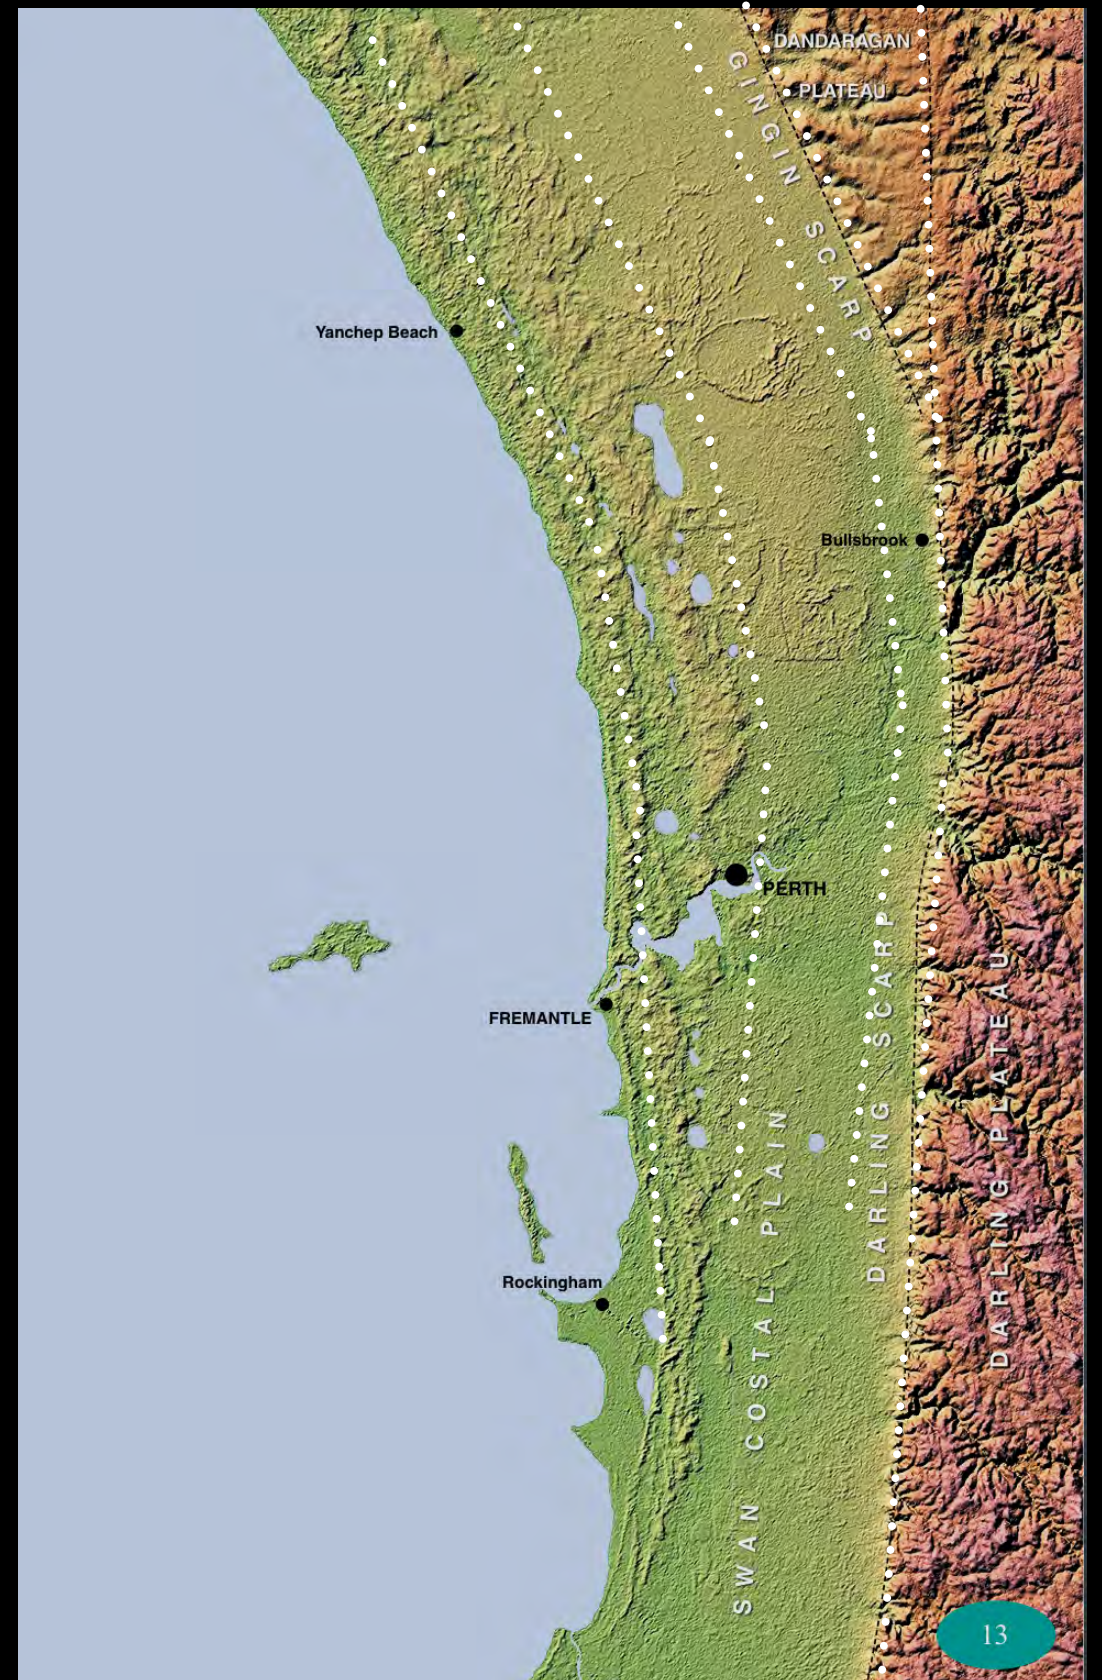 DANDARAGAN
PLATEAU
GINGIN SCARP
Yanchep Beach
Bullsbrook
PERTH
FREMANTLE
DARLING SCARP
DARLING PLATEAU
Rockingham
SWAN COSTAL PLAIN
13